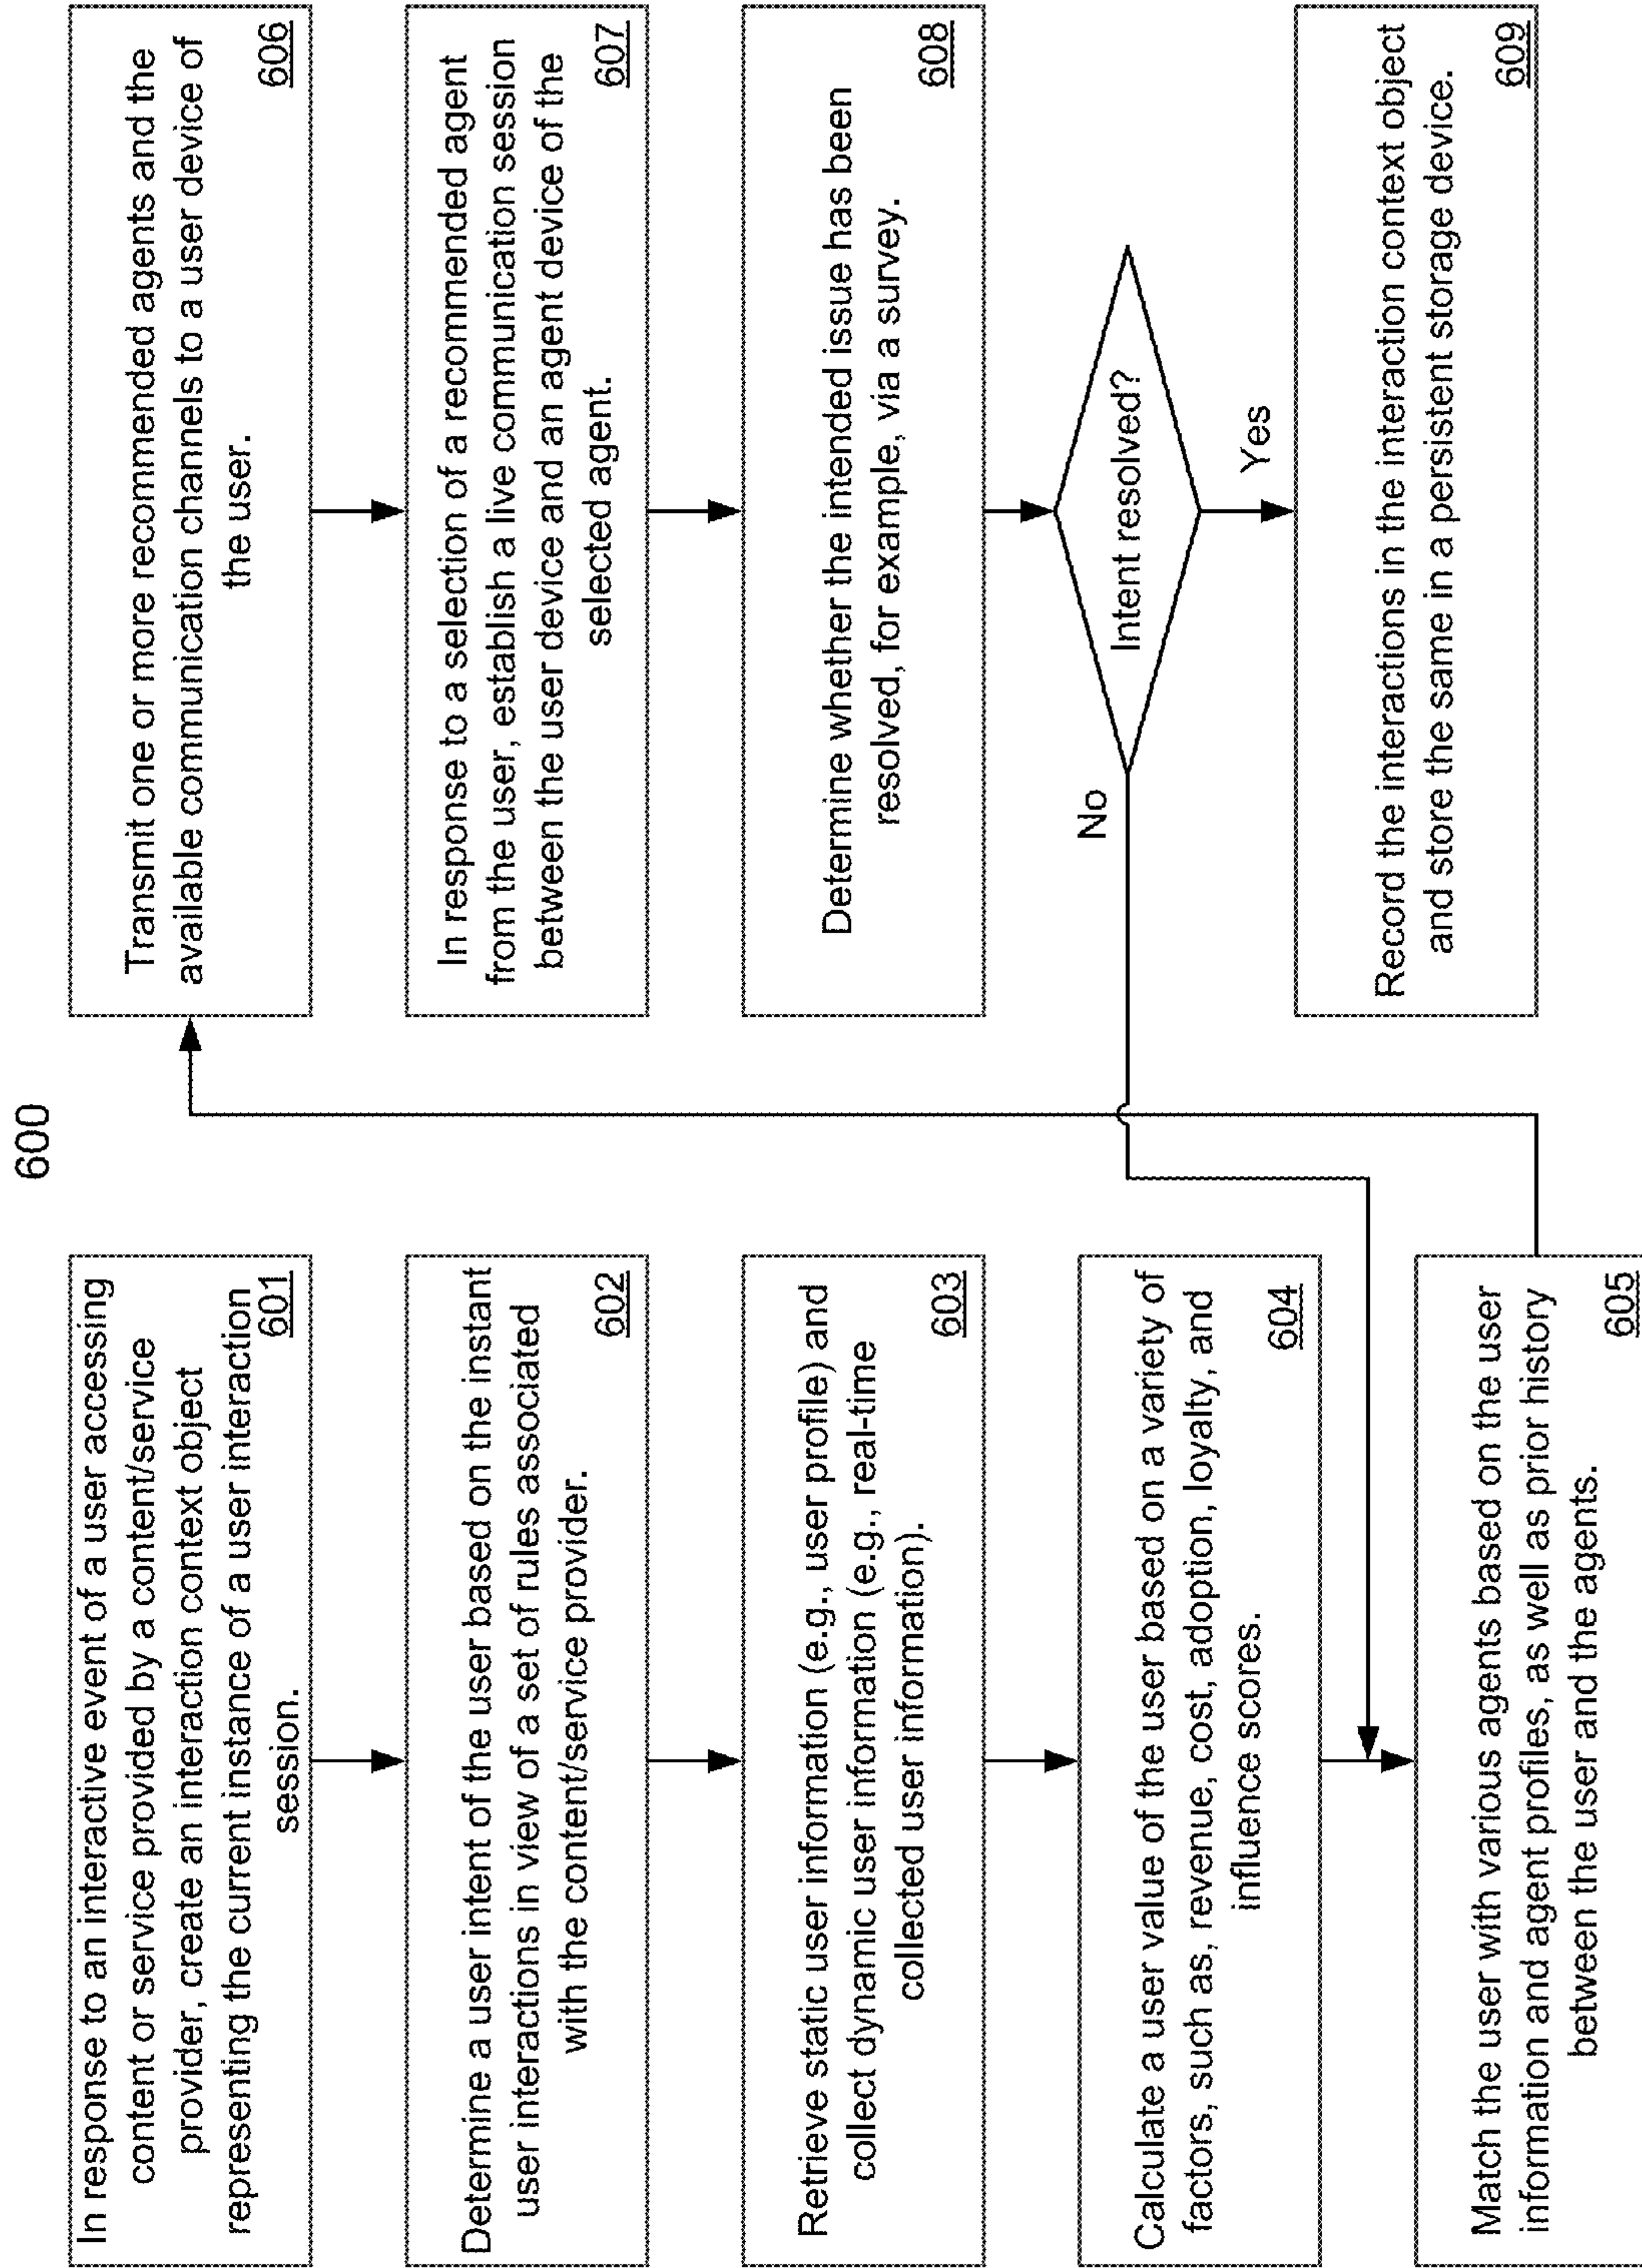 600
In response to an interactive event of a user accessing
content or service provided by a content/service
provider, create an interaction context object
representing the current instance of a user interaction
session.
601
Determine a user intent of the user based on the instant
user interactions in view of a set of rules associated
with the content/service provider.
602
Retrieve static user information (e.g., user profile) and
collect dynamic user information (e.g., real-time
collected user information).
603
Calculate a user value of the user based on a variety of
factors, such as, revenue, cost, adoption, loyalty, and
influence scores.
604
Match the user with various agents based on the user
information and agent profiles, as well as prior history
between the user and the agents.
605
Transmit one or more recommended agents and the
available communication channels to a user device of
the user.
606
In response to a selection of a recommended agent
from the user, establish a live communication session
between the user device and an agent device of the
selected agent.
607
Determine whether the intended issue has been
resolved, for example, via a survey.
608
Intent resolved?
No
Yes
Record the interactions in the interaction context object
and store the same in a persistent storage device.
609